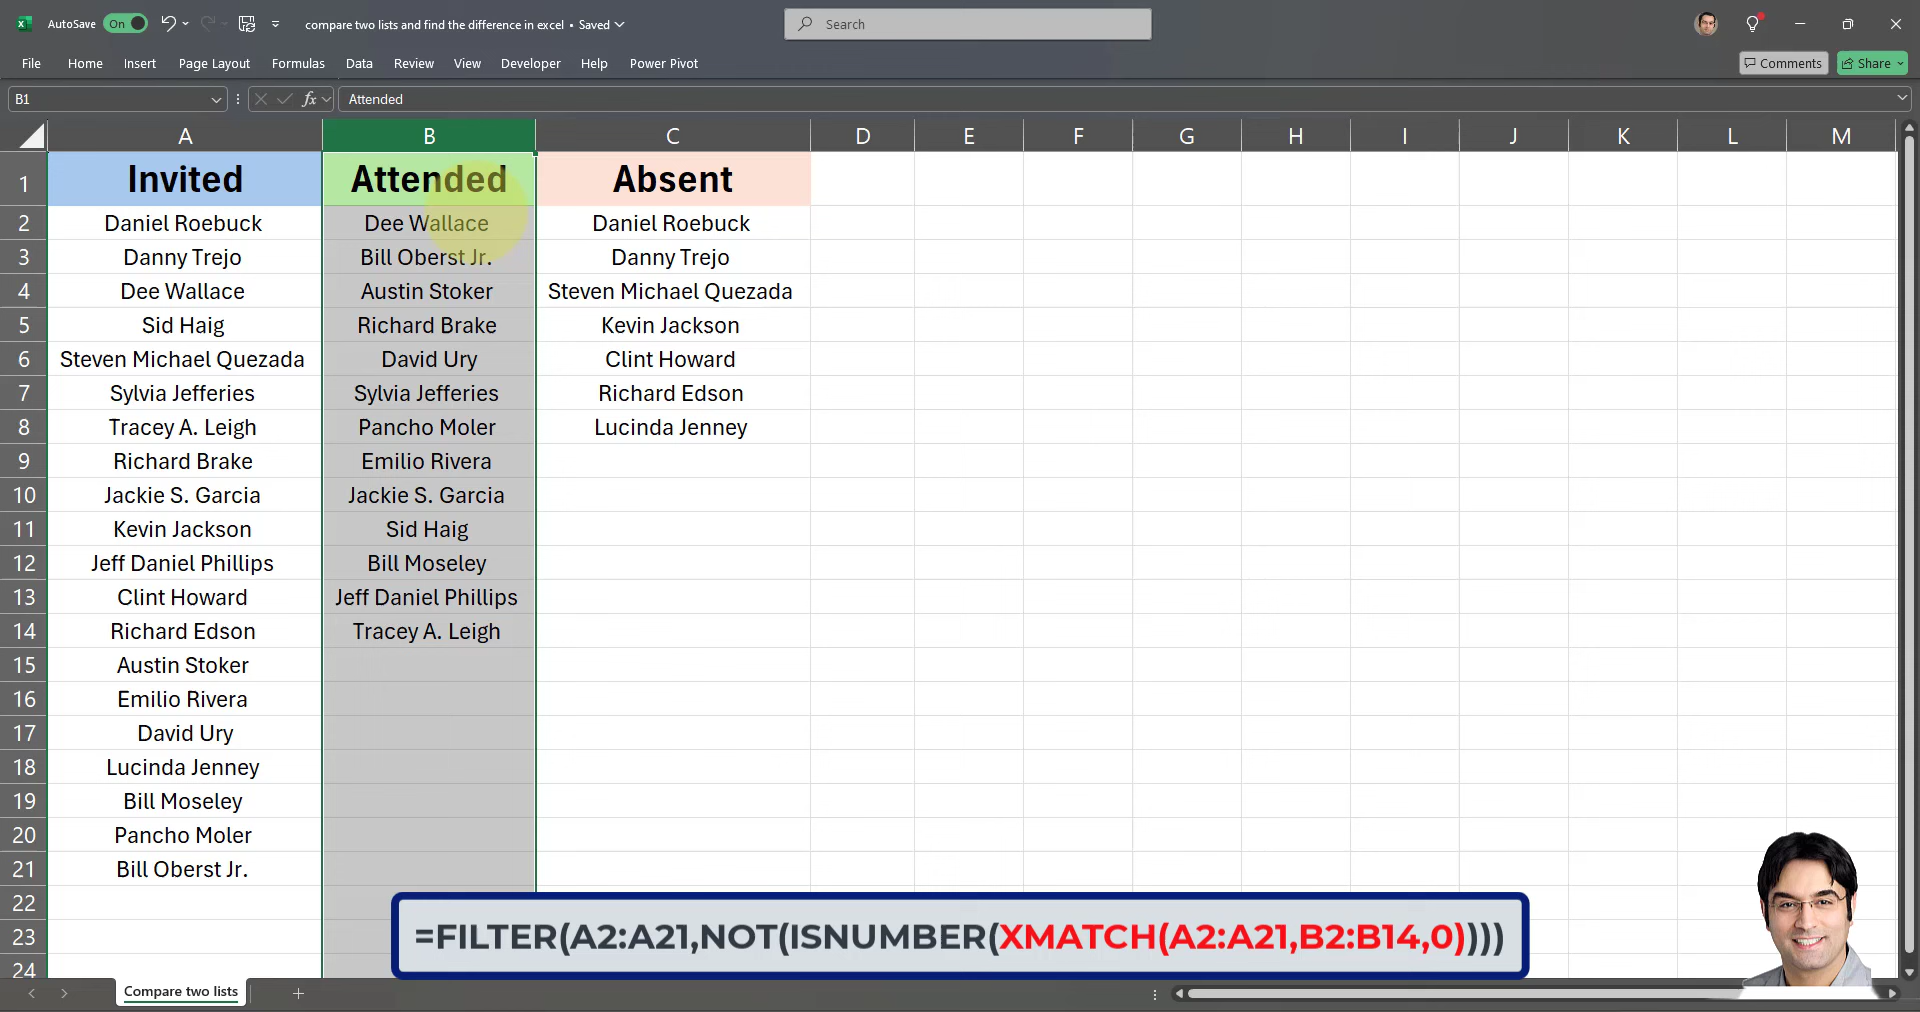 AutoSave On compare two lists and find the difference in excel • Saved Search
File Home Insert Page Layout Formulas Data Review View Developer Help Power Pivot Comments Share
B1 fx Attended
A B C D E F G H I J K L M
1 Invited Attended Absent
2 Daniel Roebuck Dee Wallace Daniel Roebuck
3 Danny Trejo Bill Oberst Jr. Danny Trejo
4 Dee Wallace Austin Stoker Steven Michael Quezada
5 Sid Haig Richard Brake Kevin Jackson
6 Steven Michael Quezada David Ury Clint Howard
7 Sylvia Jefferies Sylvia Jefferies Richard Edson
8 Tracey A. Leigh Pancho Moler Lucinda Jenney
9 Richard Brake Emilio Rivera
10 Jackie S. Garcia Jackie S. Garcia
11 Kevin Jackson Sid Haig
12 Jeff Daniel Phillips Bill Moseley
13 Clint Howard Jeff Daniel Phillips
14 Richard Edson Tracey A. Leigh
15 Austin Stoker
16 Emilio Rivera
17 David Ury
18 Lucinda Jenney
19 Bill Moseley
20 Pancho Moler
21 Bill Oberst Jr.
22
23 =FILTER(A2:A21,NOT(ISNUMBER(XMATCH(A2:A21,B2:B14,0))))
24
Compare two lists